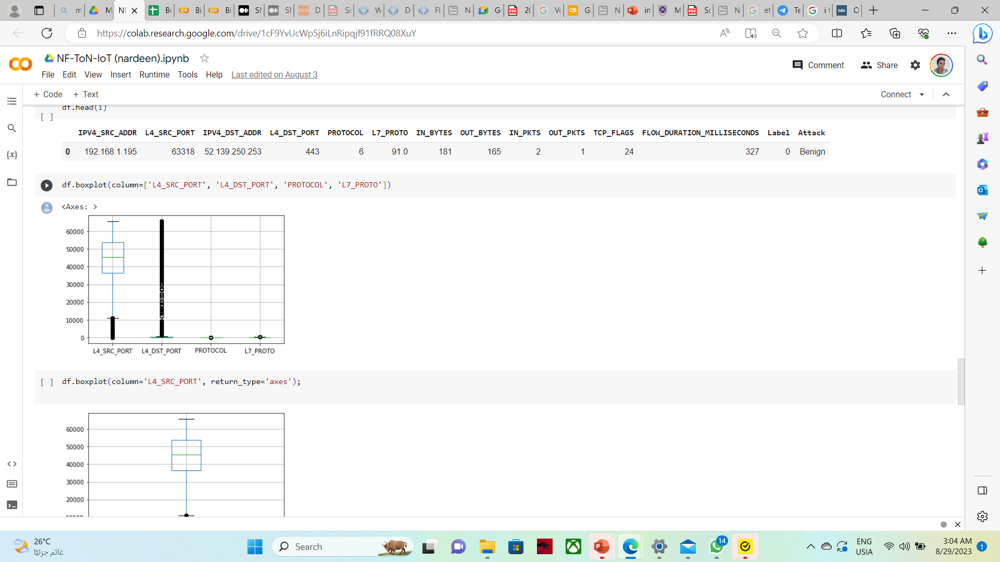 NF
https://colab.research.google.com/drive/1cF9YvUcWp5j6iLnRipqjf91fRRQ08XuY
NF-ToN-IoT (nardeen).ipynb
Comment
Share
File Edit View Insert Runtime Tools Help Last edited on August 3
+ Code + Text
Connect
df.head(1)
[ ]
IPV4_SRC_ADDR L4_SRC_PORT IPV4_DST_ADDR L4_DST_PORT PROTOCOL L7_PROTO IN_BYTES OUT_BYTES IN_PKTS OUT_PKTS TCP_FLAGS FLOW_DURATION_MILLISECONDS Label Attack
0 192.168.1.195 63318 52.139.250.253 443 6 91.0 181 165 2 1 24 327 0 Benign
df.boxplot(column=['L4_SRC_PORT', 'L4_DST_PORT', 'PROTOCOL', 'L7_PROTO'])
<Axes: >
60000
50000
40000
30000
20000
10000
0
L4_SRC_PORT L4_DST_PORT PROTOCOL L7_PROTO
[ ] df.boxplot(column='L4_SRC_PORT', return_type='axes');
60000
50000
40000
30000
20000
26°C
غائم جزئيًا
Search
14
ENG
USIA
3:04 AM
8/29/2023
1